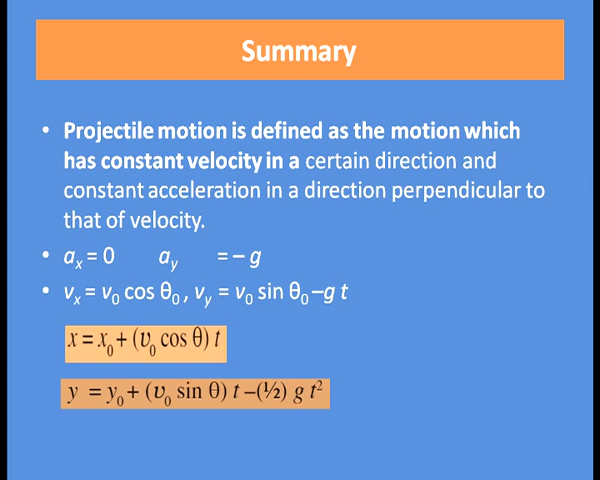 Summary
• Projectile motion is defined as the motion which
has constant velocity in a certain direction and
constant acceleration in a direction perpendicular to
that of velocity.
• aₓ = 0 a_y = – g
• vₓ = v₀ cos θ₀ , v_y = v₀ sin θ₀ –g t
x = x₀ + (υ₀ cos θ) t
y = y₀ + (υ₀ sin θ) t –(½) g t²